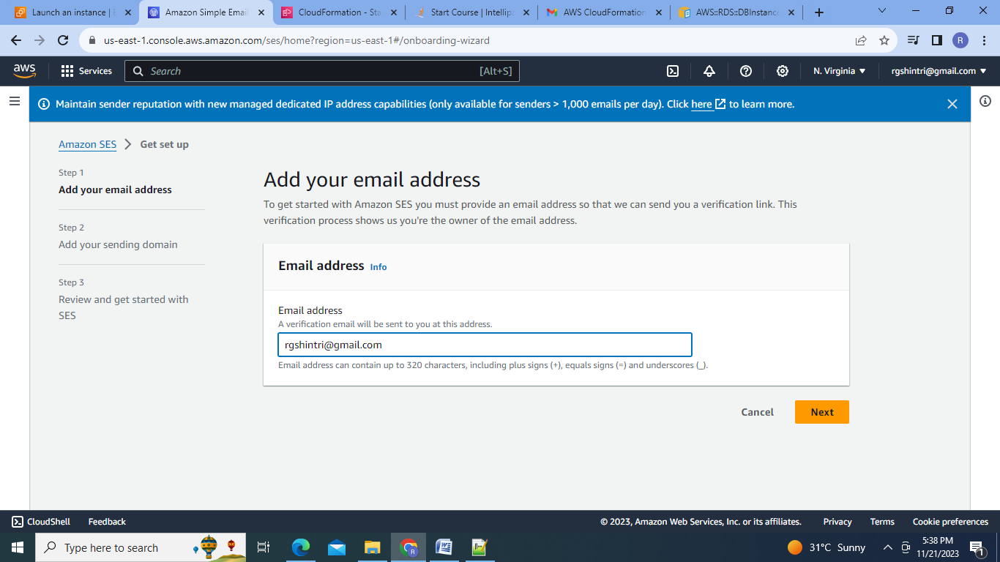 Launch an instance | E
Amazon Simple Email
CloudFormation - Sta
Start Course | Intellipa
AWS CloudFormation
AWS::RDS::DBInstanc
us-east-1.console.aws.amazon.com/ses/home?region=us-east-1#/onboarding-wizard
R
aws
Services
Search
[Alt+S]
N. Virginia
rgshintri@gmail.com
Maintain sender reputation with new managed dedicated IP address capabilities (only available for senders > 1,000 emails per day). Click here to learn more.
Amazon SES
Get set up
Step 1
Add your email address
Step 2
Add your sending domain
Step 3
Review and get started with
SES
Add your email address
To get started with Amazon SES you must provide an email address so that we can send you a verification link. This
verification process shows us you're the owner of the email address.
Email address Info
Email address
A verification email will be sent to you at this address.
rgshintri@gmail.com
Email address can contain up to 320 characters, including plus signs (+), equals signs (=) and underscores (_).
Cancel
Next
CloudShell
Feedback
© 2023, Amazon Web Services, Inc. or its affiliates.
Privacy
Terms
Cookie preferences
Type here to search
R
W
31°C Sunny
5:38 PM
11/21/2023
1